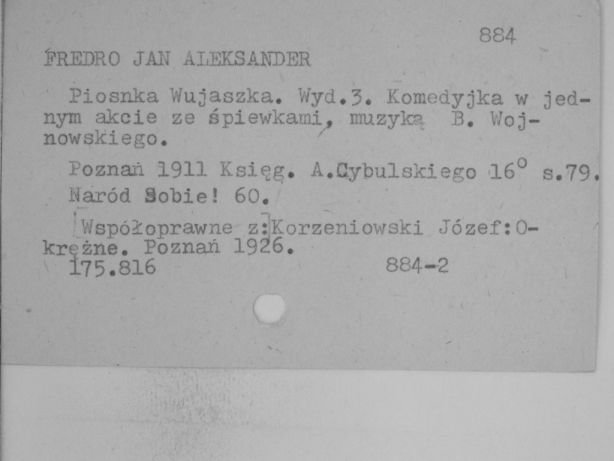 884
FREDRO JAN ALEKSANDER
Piosnka Wujaszka. Wyd.3. Komedyjka w jed-
nym akcie ze śpiewkami, muzyką B. Woj-
nowskiego.
Poznań 1911 Księg. A.Cybulskiego 16° s.79.
Naród Sobie! 60.
[Współoprawne z:]Korzeniowski Józef:O-
krężne. Poznań 1926.
175.816 884-2